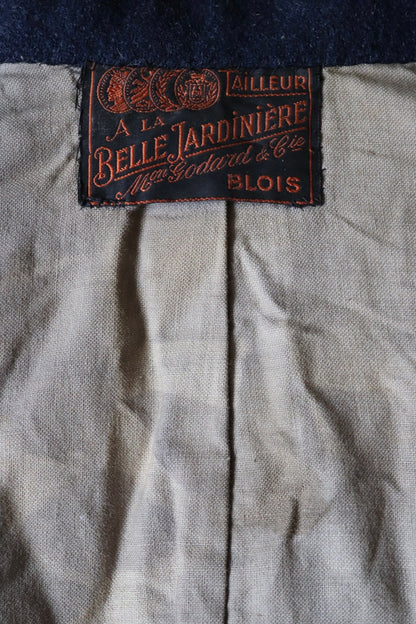 TAILLEUR
A LA
BELLE JARDINIÈRE
Mon Godard & Cie
BLOIS